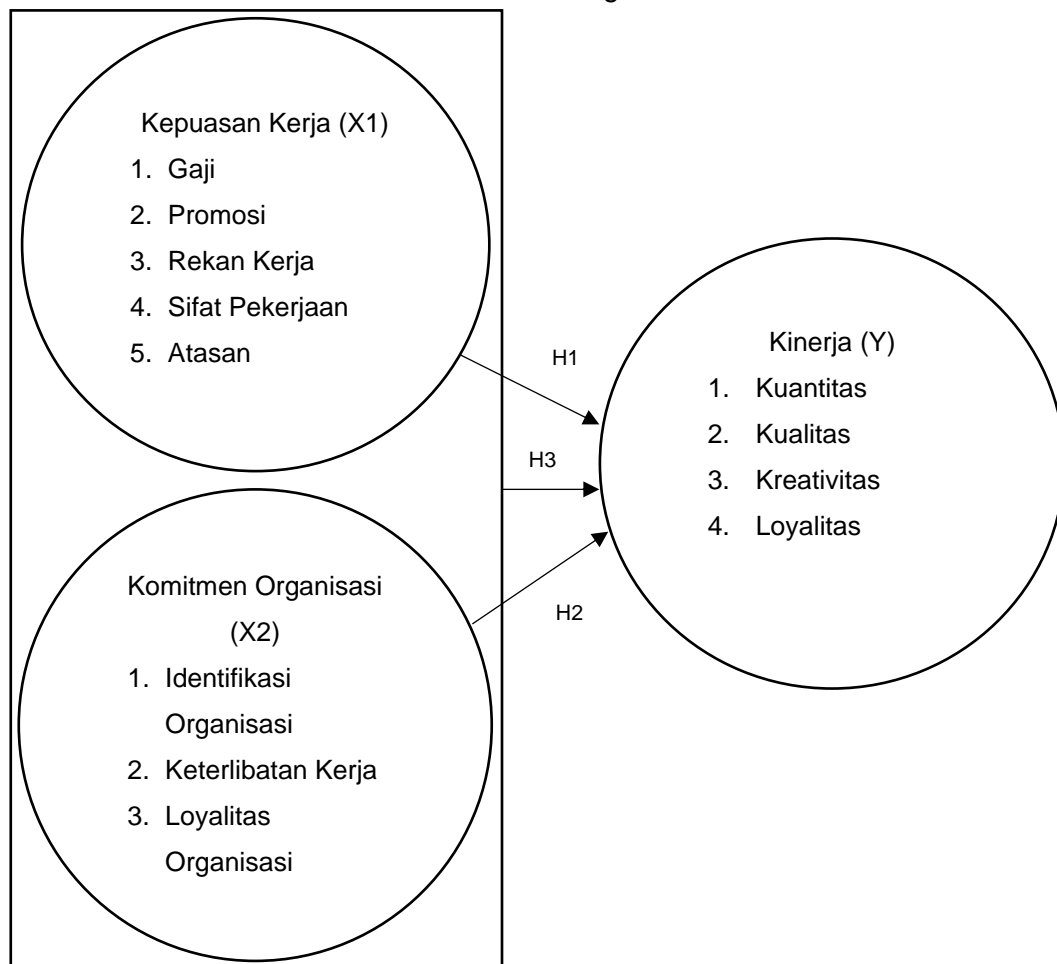 Kepuasan Kerja (X1)
1. Gaji
2. Promosi
3. Rekan Kerja
4. Sifat Pekerjaan
5. Atasan
H1
H3
H2
Komitmen Organisasi
(X2)
1. Identifikasi
Organisasi
2. Keterlibatan Kerja
3. Loyalitas
Organisasi
Kinerja (Y)
1. Kuantitas
2. Kualitas
3. Kreativitas
4. Loyalitas